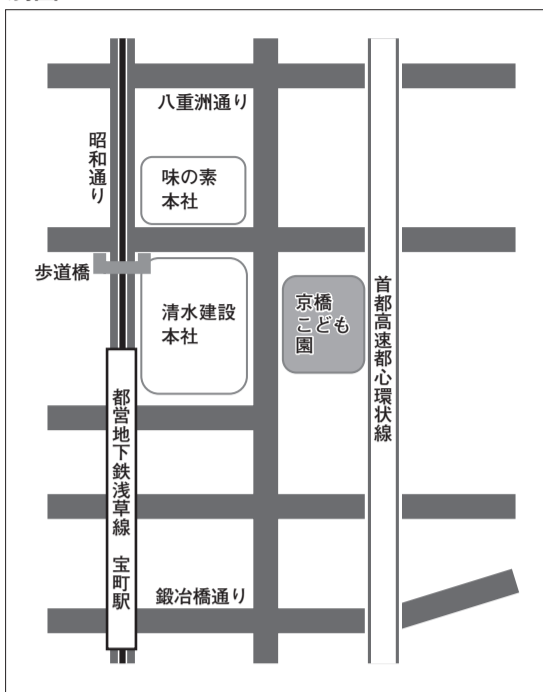 八重洲通り
昭和通り
味の素
本社
歩道橋
清水建設
本社
京橋
こども
園
首都高速都心環状線
都営地下鉄浅草線 宝町駅
鍛冶橋通り